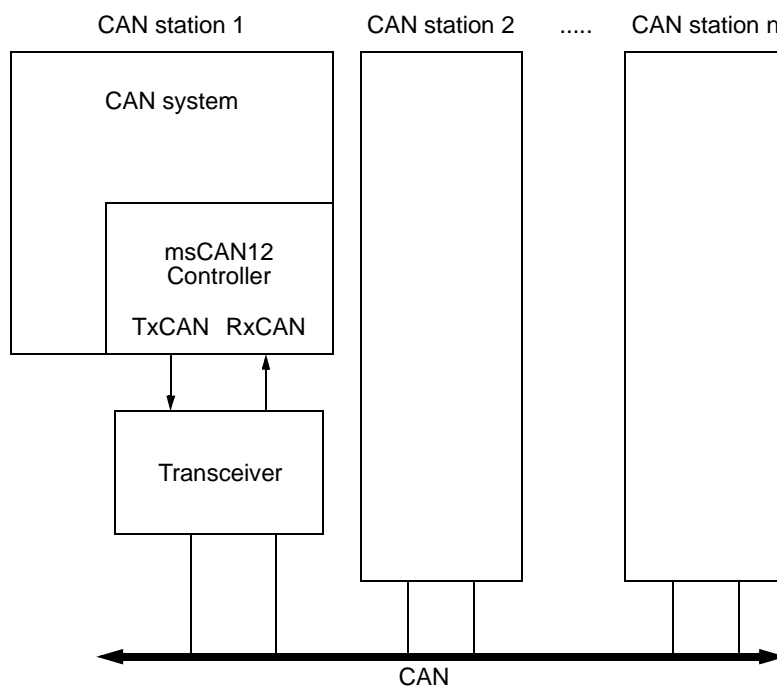 CAN station 1 CAN station 2 ..... CAN station n
CAN system
msCAN12
Controller
TxCAN RxCAN
Transceiver
CAN